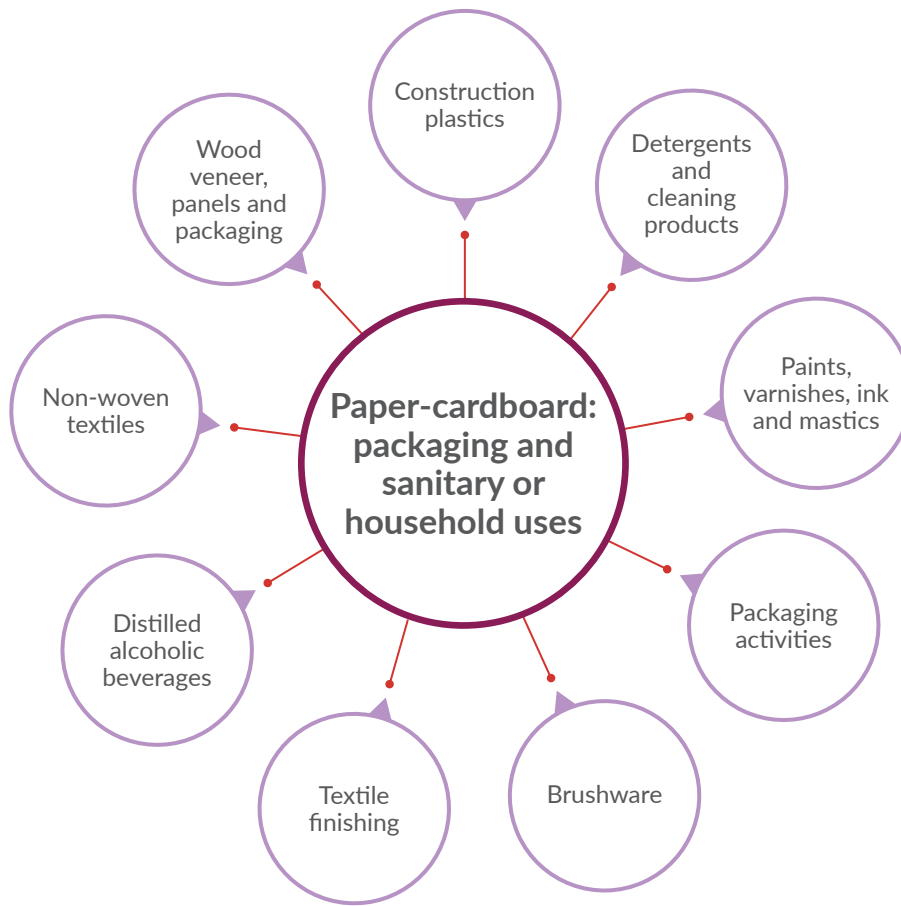 Construction
plastics
Detergents
and
cleaning
products
Paints,
varnishes, ink
and mastics
Packaging
activities
Brushware
Textile
finishing
Distilled
alcoholic
beverages
Non-woven
textiles
Wood
veneer,
panels and
packaging
Paper-cardboard:
packaging and
sanitary or
household uses